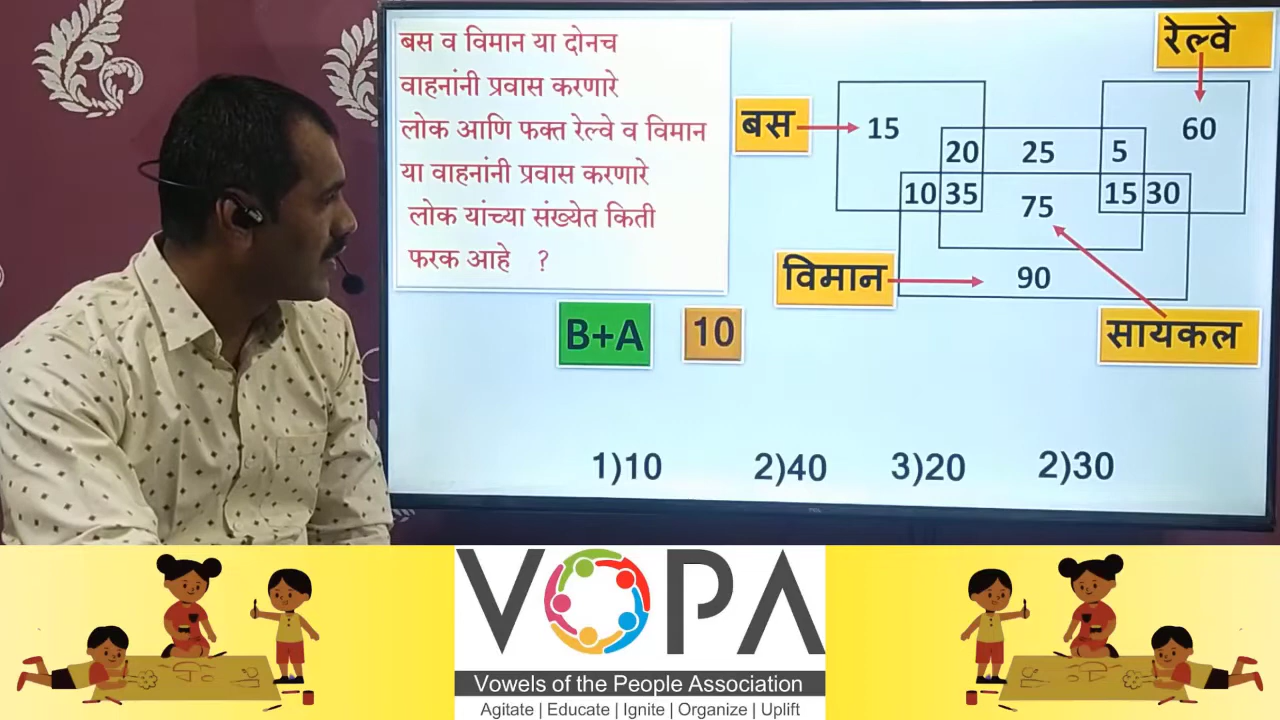 बस व विमान या दोनच
वाहनांनी प्रवास करणारे
लोक आणि फक्त रेल्वे व विमान
या वाहनांनी प्रवास करणारे
लोक यांच्या संख्येत किती
फरक आहे ?
रेल्वे
बस
15
60
20 25 5
10 35 75 15 30
विमान
90
सायकल
B+A 10
1)10 2)40 3)20 2)30
VOPA
Vowels of the People Association
Agitate | Educate | Ignite | Organize | Uplift